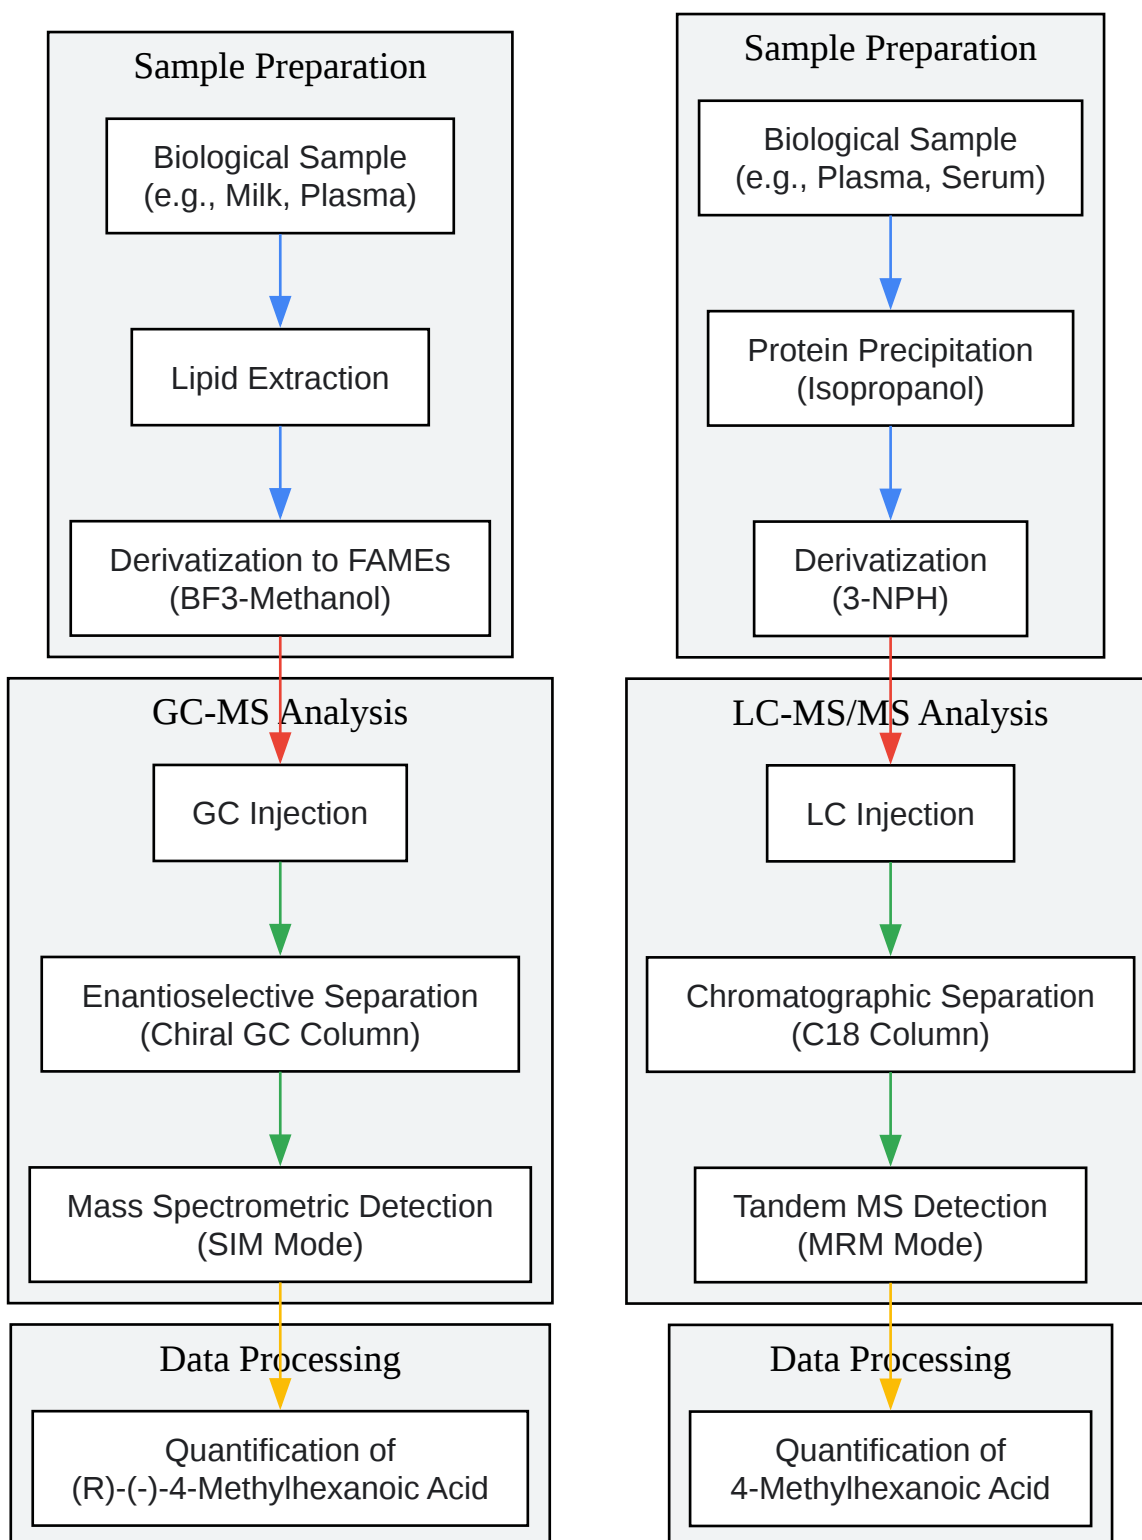 Sample Preparation
Biological Sample
(e.g., Milk, Plasma)
Lipid Extraction
Derivatization to FAMEs
(BF3-Methanol)
GC-MS Analysis
GC Injection
Enantioselective Separation
(Chiral GC Column)
Mass Spectrometric Detection
(SIM Mode)
Data Processing
Quantification of
(R)-(-)-4-Methylhexanoic Acid
Sample Preparation
Biological Sample
(e.g., Plasma, Serum)
Protein Precipitation
(Isopropanol)
Derivatization
(3-NPH)
LC-MS/MS Analysis
LC Injection
Chromatographic Separation
(C18 Column)
Tandem MS Detection
(MRM Mode)
Data Processing
Quantification of
4-Methylhexanoic Acid